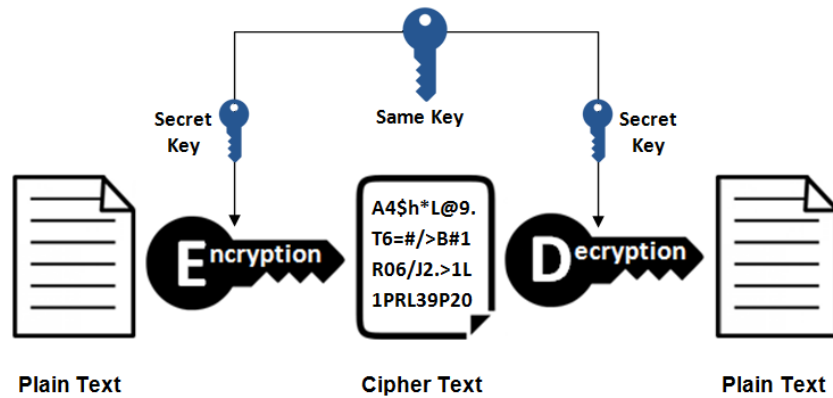 Same Key
Secret
Key
Secret
Key
Encryption
A4$h*L@9.
T6=#/>B#1
R06/J2.>1L
1PRL39P20
Decryption
Plain Text
Cipher Text
Plain Text